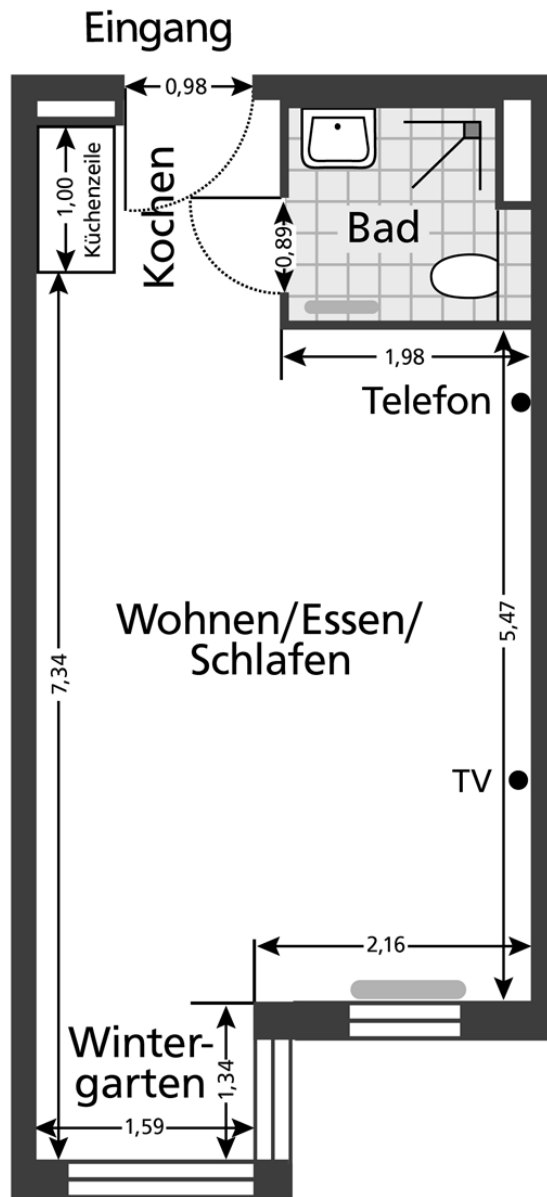 Eingang
0,98
1,00
Küchenzeile
Kochen
0,89
Bad
1,98
Telefon
Wohnen/Essen/
Schlafen
5,47
7,34
TV
2,16
Winter-
garten
1,34
1,59